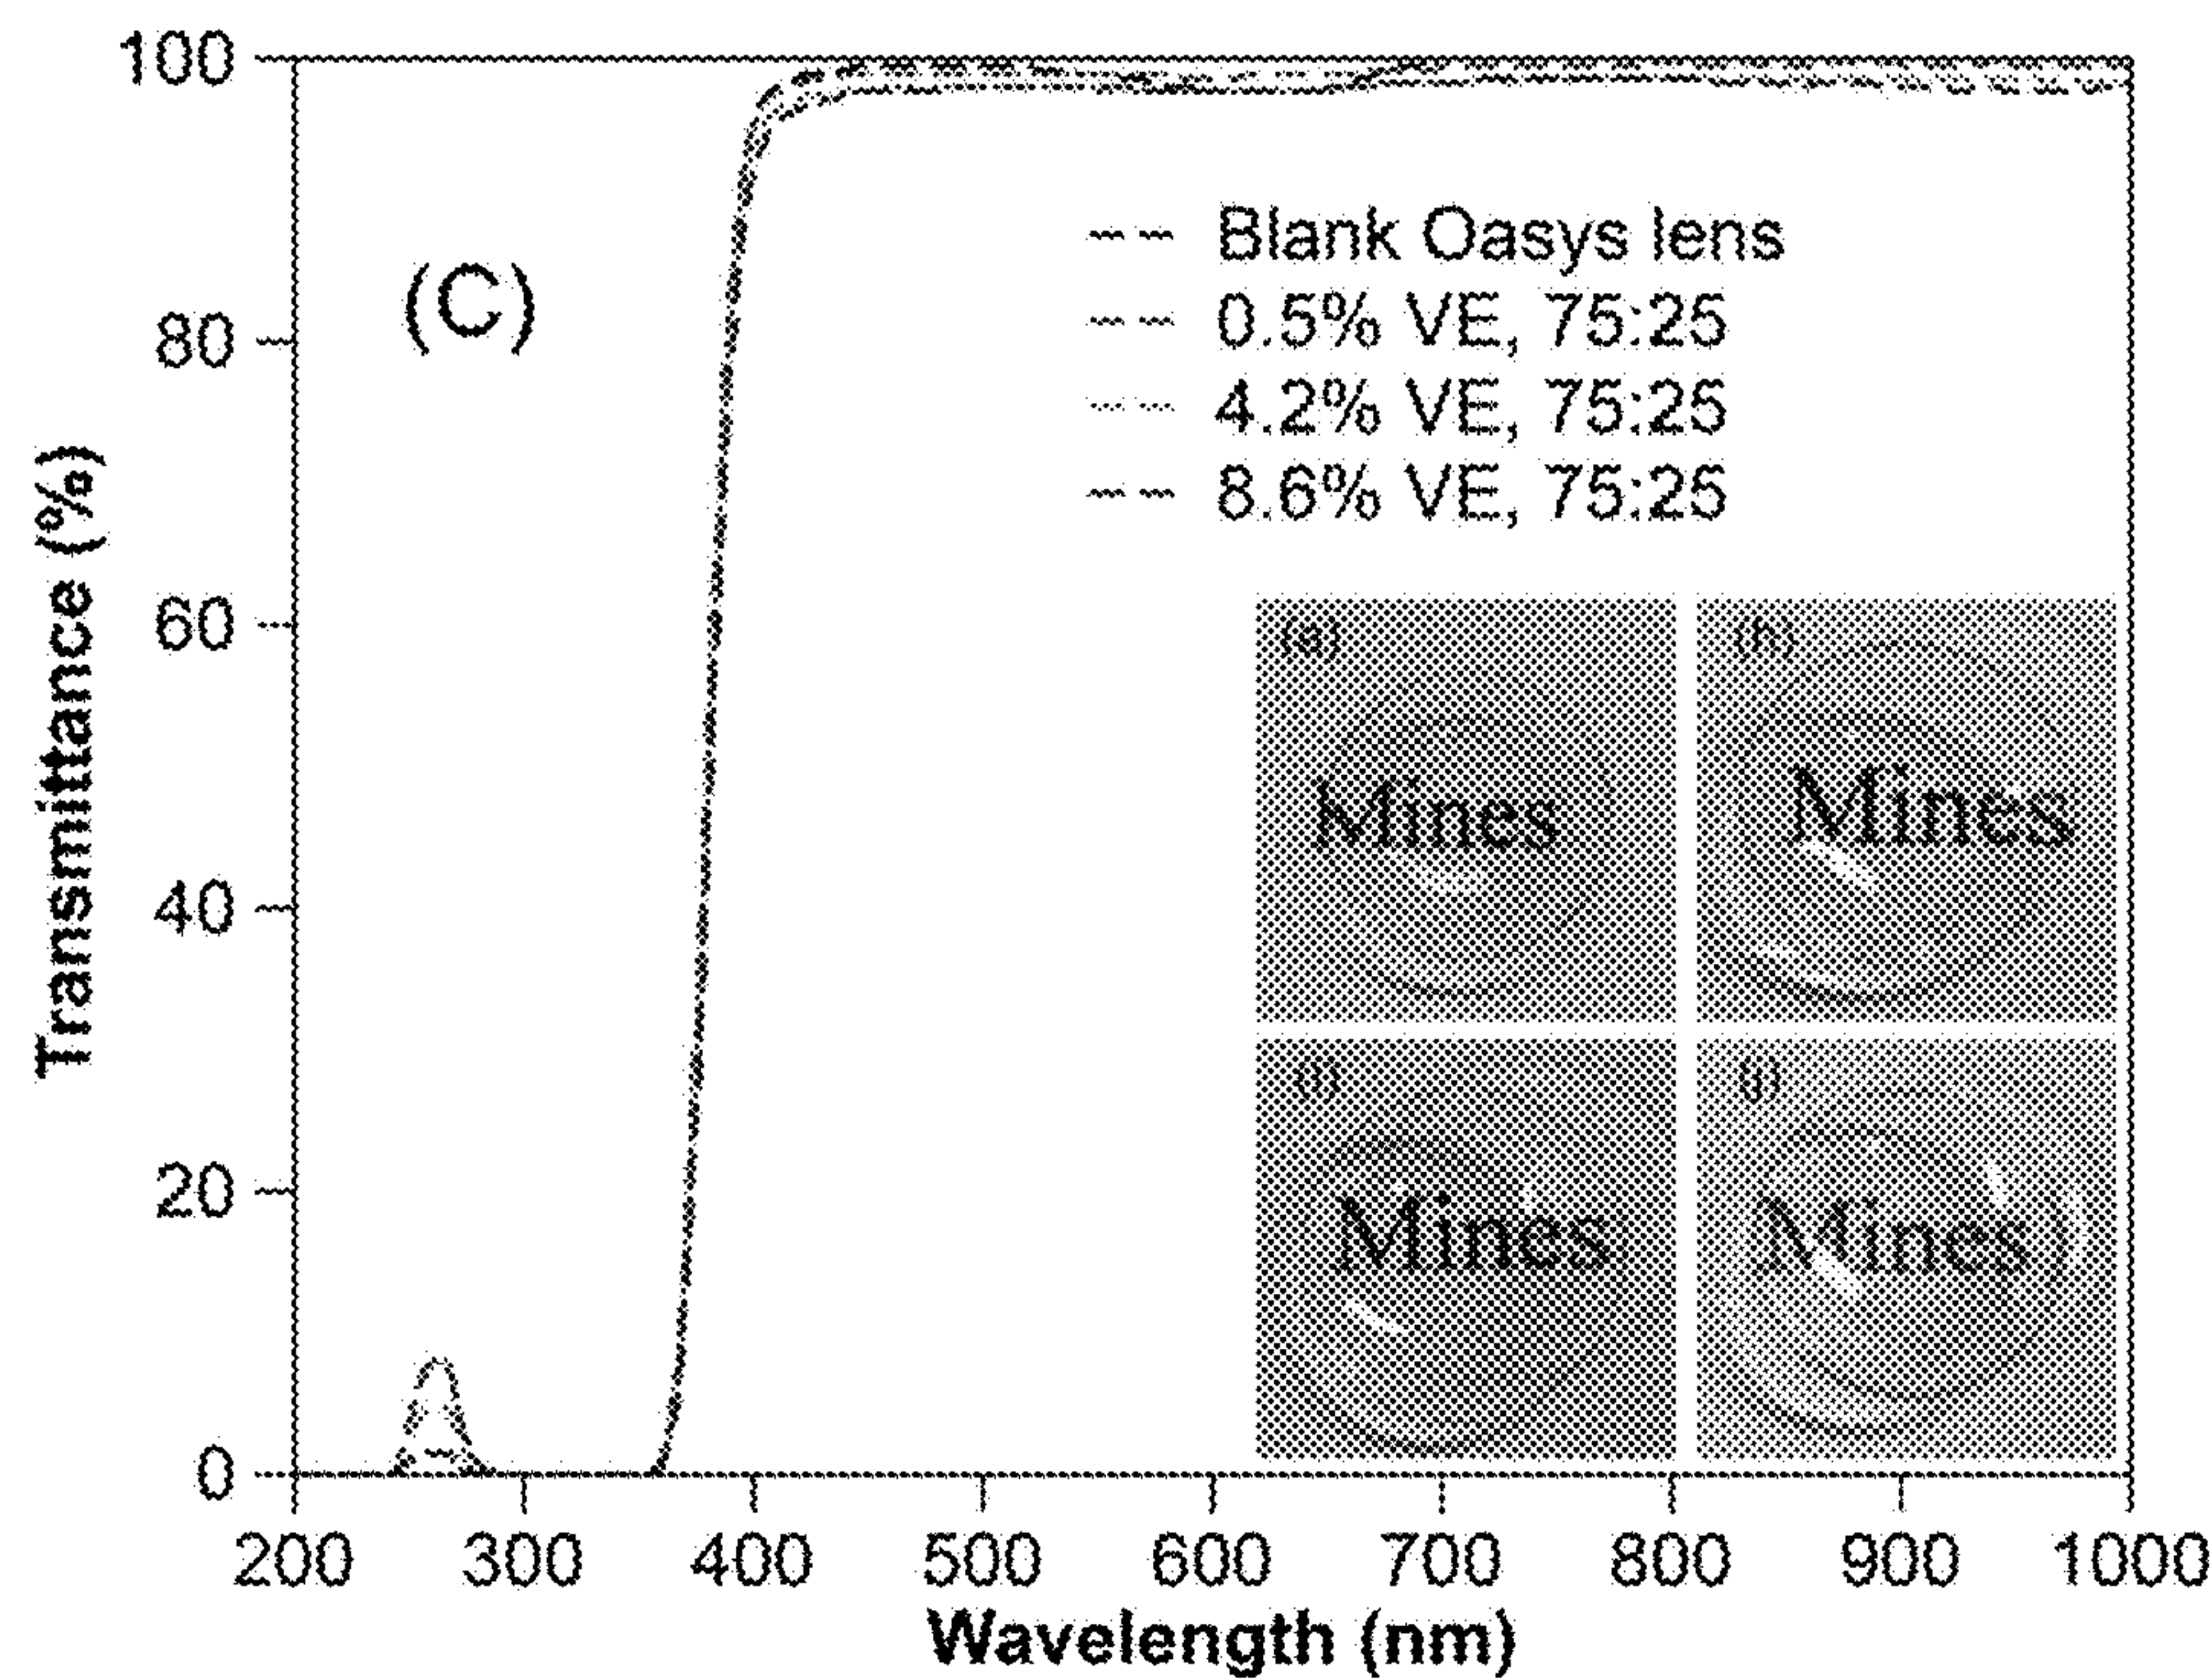 100
80
60
40
20
0
Transmittance (%)
(C)
Blank Oasys lens
0.5% VE, 75:25
4.2% VE, 75:25
8.6% VE, 75:25
(g) (h)
Mines Mines
(i) (j)
Mines Mines
200 300 400 500 600 700 800 900 1000
Wavelength (nm)